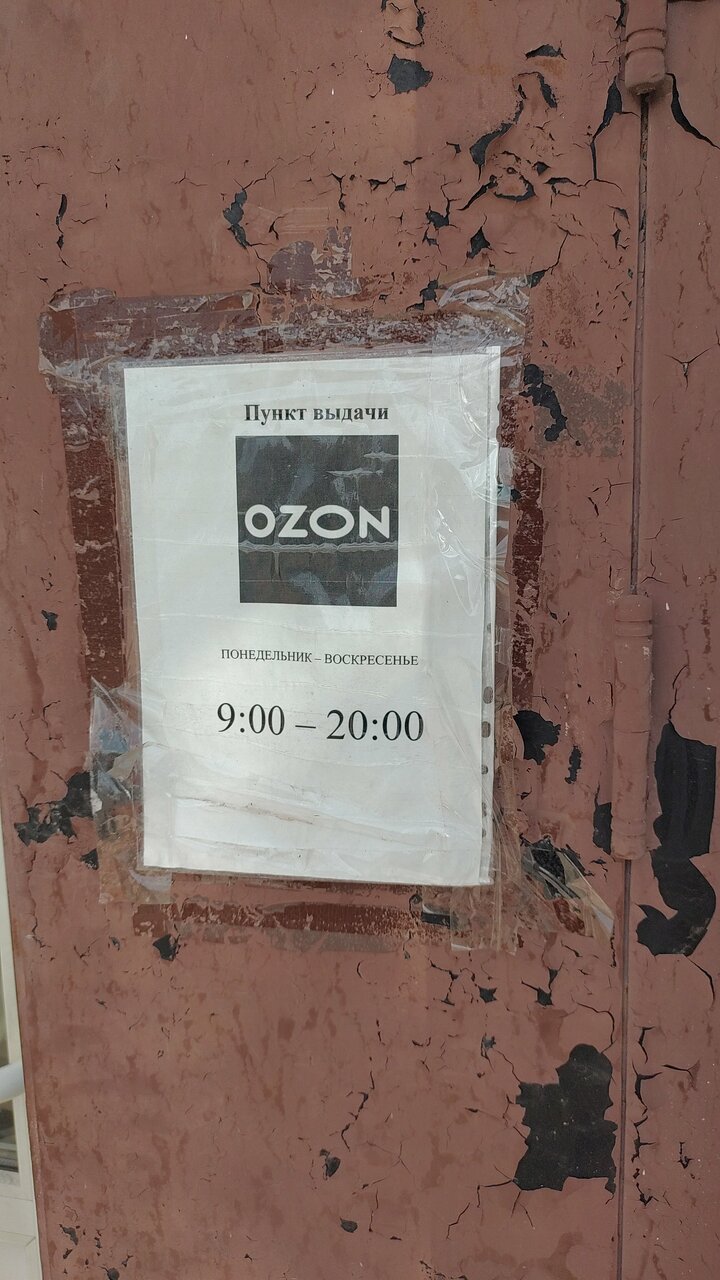 Пункт выдачи
OZON
ПОНЕДЕЛЬНИК – ВОСКРЕСЕНЬЕ
9:00 – 20:00